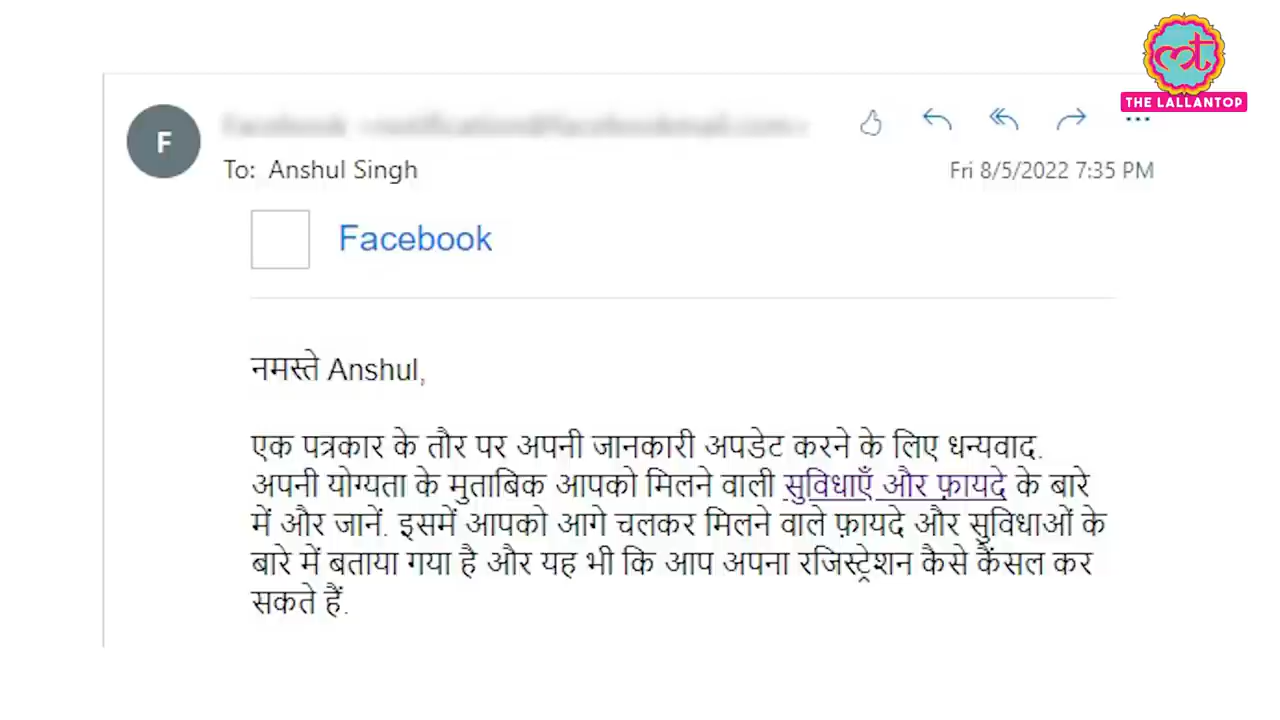 लT
THE LALLANTOP
F
To: Anshul Singh
Fri 8/5/2022 7:35 PM
Facebook
नमस्ते Anshul,
एक पत्रकार के तौर पर अपनी जानकारी अपडेट करने के लिए धन्यवाद.
अपनी योग्यता के मुताबिक आपको मिलने वाली सुविधाएँ और फ़ायदे के बारे
में और जानें. इसमें आपको आगे चलकर मिलने वाले फ़ायदे और सुविधाओं के
बारे में बताया गया है और यह भी कि आप अपना रजिस्ट्रेशन कैसे कैंसल कर
सकते हैं.